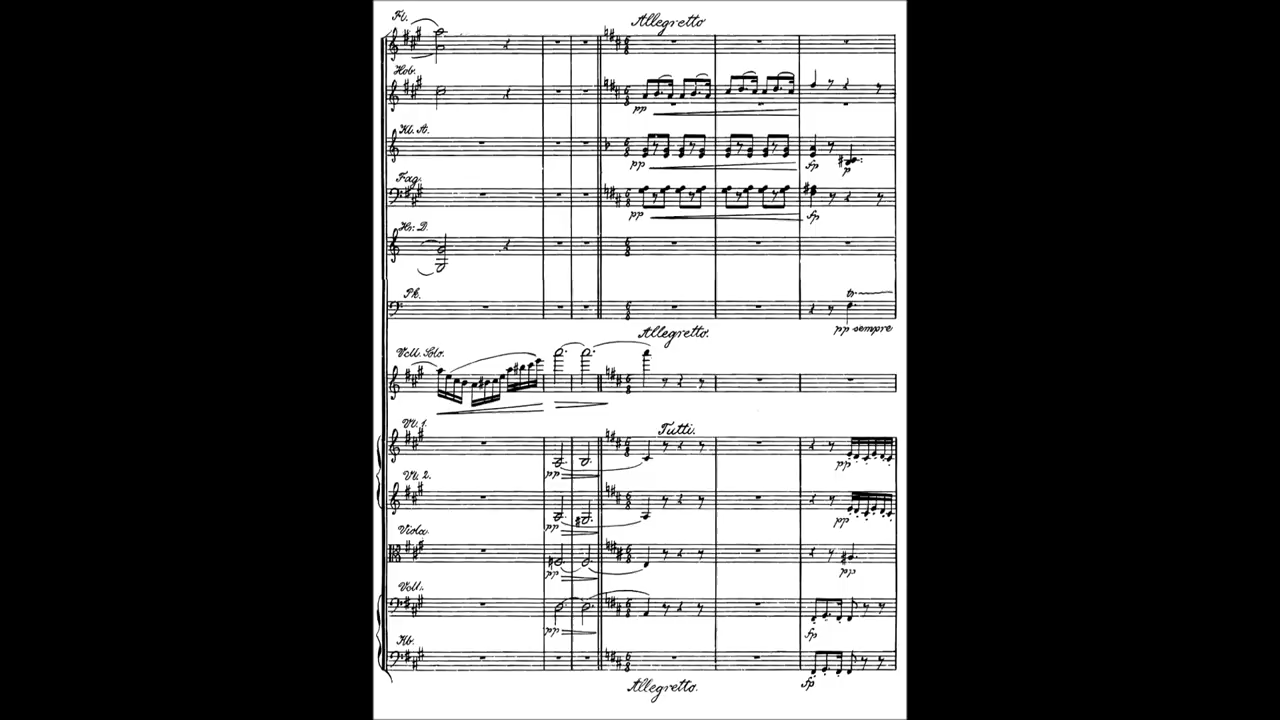 Fl.
Allegretto
Hob.
pp
Kl. A.
pp
fp
p
Fag.
pp
fp
Hr. D.
Pk.
tr
pp sempre
Allegretto.
Vcll. Solo.
Vl. 1.
Tutti.
pp
pp
Vl. 2.
pp
pp
Viola
pp
pp
Vcll.
pp
fp
Kb.
fp
Allegretto.